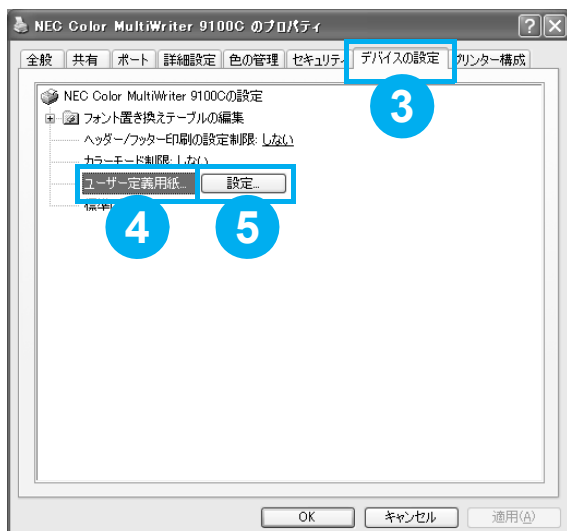 NEC Color MultiWriter 9100C のプロパティ
全般 共有 ポート 詳細設定 色の管理 セキュリティ デバイスの設定 プリンター構成
3
NEC Color MultiWriter 9100Cの設定
フォント置き換えテーブルの編集
ヘッダー/フッター印刷の設定制限: しない
カラーモード制限: しない
ユーザー定義用紙... 設定...
4 5
OK キャンセル 適用(A)